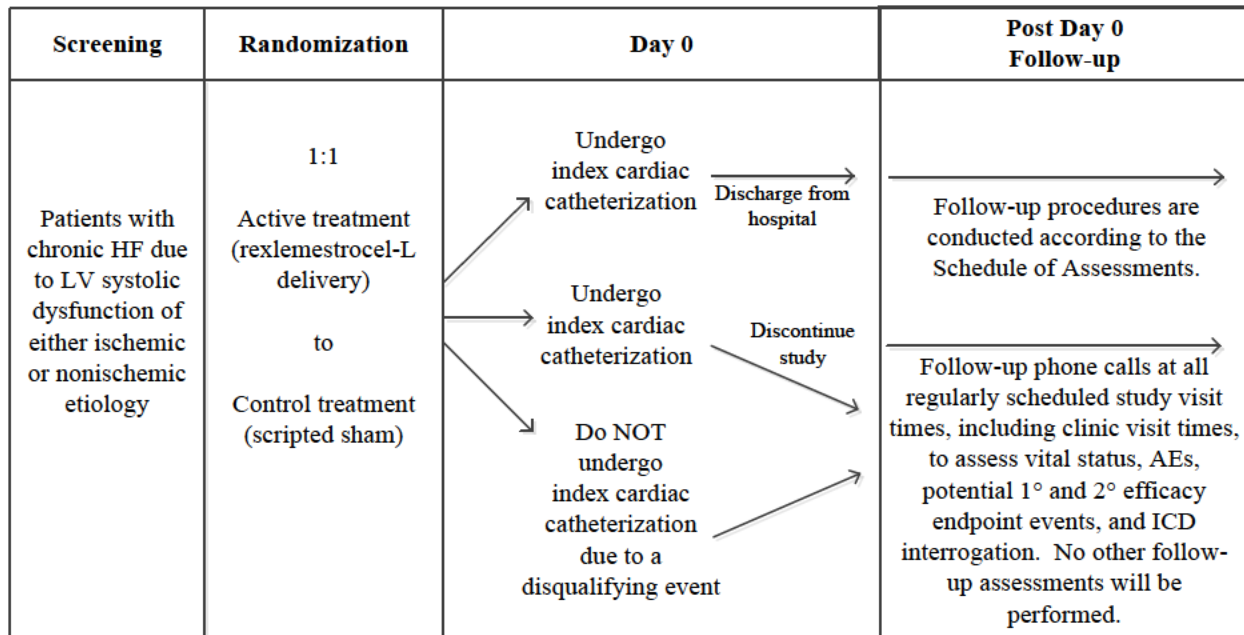 Screening
Randomization
Day 0
Post Day 0
Follow-up
Patients with
chronic HF due
to LV systolic
dysfunction of
either ischemic
or nonischemic
etiology
1:1
Active treatment
(rexlemestrocel-L
delivery)
to
Control treatment
(scripted sham)
Undergo
index cardiac
catheterization
Discharge from
hospital
Undergo
index cardiac
catheterization
Discontinue
study
Do NOT
undergo
index cardiac
catheterization
due to a
disqualifying event
Follow-up procedures are
conducted according to the
Schedule of Assessments.
Follow-up phone calls at all
regularly scheduled study visit
times, including clinic visit times,
to assess vital status, AEs,
potential 1° and 2° efficacy
endpoint events, and ICD
interrogation.  No other follow-
up assessments will be
performed.